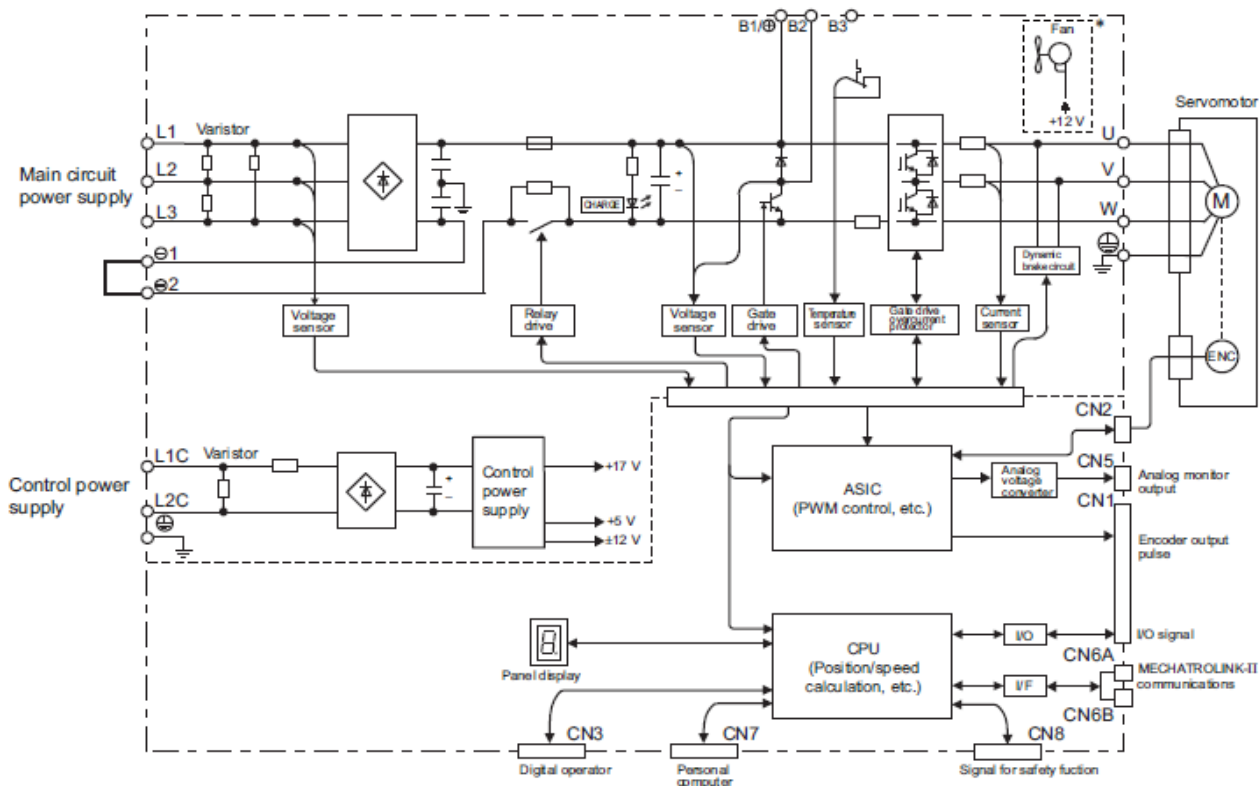 B1/⊕ B2 B3
Fan *
+12 V
Servomotor
Main circuit
power supply
L1
Varistor
L2
L3
⊖1
⊖2
CHARGE
+
–
U
V
W
M
ENC
Voltage
sensor
Relay
drive
Voltage
sensor
Gate
drive
Temperature
sensor
Gate drive
overcurrent
protector
Current
sensor
Dynamic
brake circuit
Control power
supply
L1C
Varistor
L2C
+
–
Control
power
supply
+17 V
+5 V
±12 V
ASIC
(PWM control, etc.)
Analog
voltage
converter
CN2
CN5
Analog monitor
output
CN1
Encoder output
pulse
I/O signal
Panel display
CPU
(Position/speed
calculation, etc.)
I/O
I/F
CN6A
MECHATROLINK-II
communications
CN6B
CN3
Digital operator
CN7
Personal
computer
CN8
Signal for safety fuction